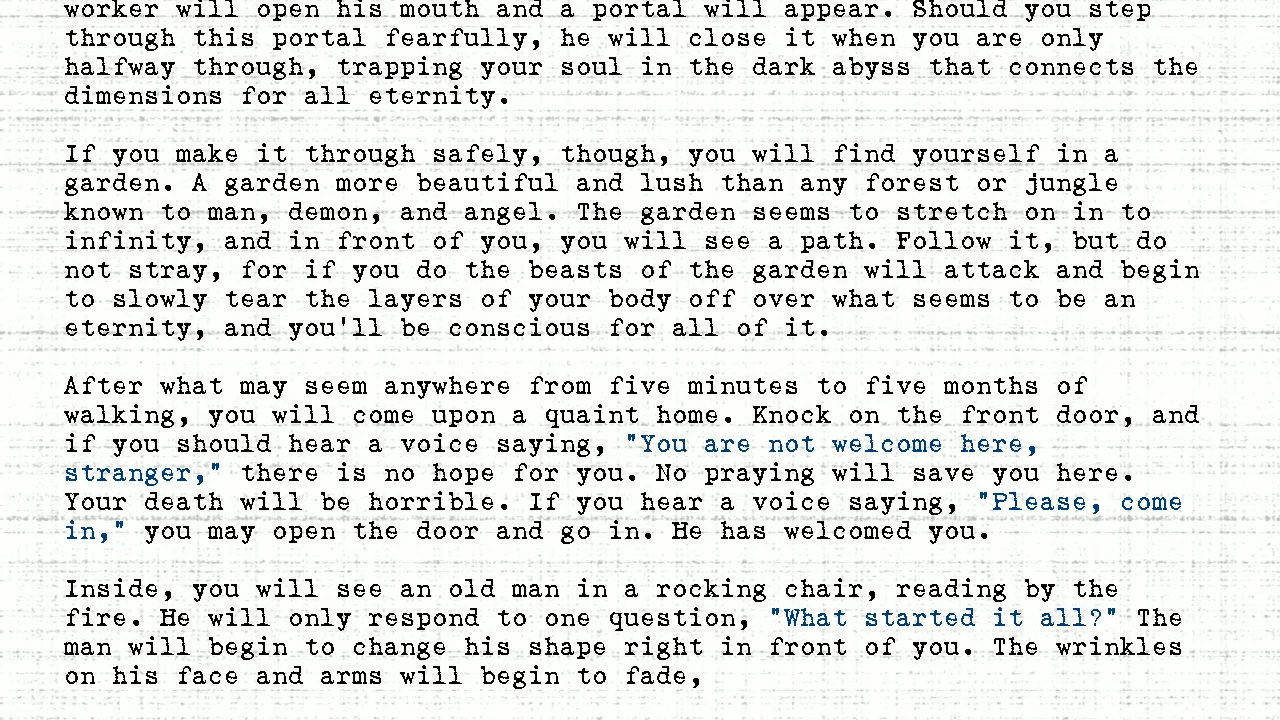 worker will open his mouth and a portal will appear. Should you step
through this portal fearfully, he will close it when you are only
halfway through, trapping your soul in the dark abyss that connects the
dimensions for all eternity.
If you make it through safely, though, you will find yourself in a
garden. A garden more beautiful and lush than any forest or jungle
known to man, demon, and angel. The garden seems to stretch on in to
infinity, and in front of you, you will see a path. Follow it, but do
not stray, for if you do the beasts of the garden will attack and begin
to slowly tear the layers of your body off over what seems to be an
eternity, and you'll be conscious for all of it.
After what may seem anywhere from five minutes to five months of
walking, you will come upon a quaint home. Knock on the front door, and
if you should hear a voice saying, "You are not welcome here,
stranger," there is no hope for you. No praying will save you here.
Your death will be horrible. If you hear a voice saying, "Please, come
in," you may open the door and go in. He has welcomed you.
Inside, you will see an old man in a rocking chair, reading by the
fire. He will only respond to one question, "What started it all?" The
man will begin to change his shape right in front of you. The wrinkles
on his face and arms will begin to fade,